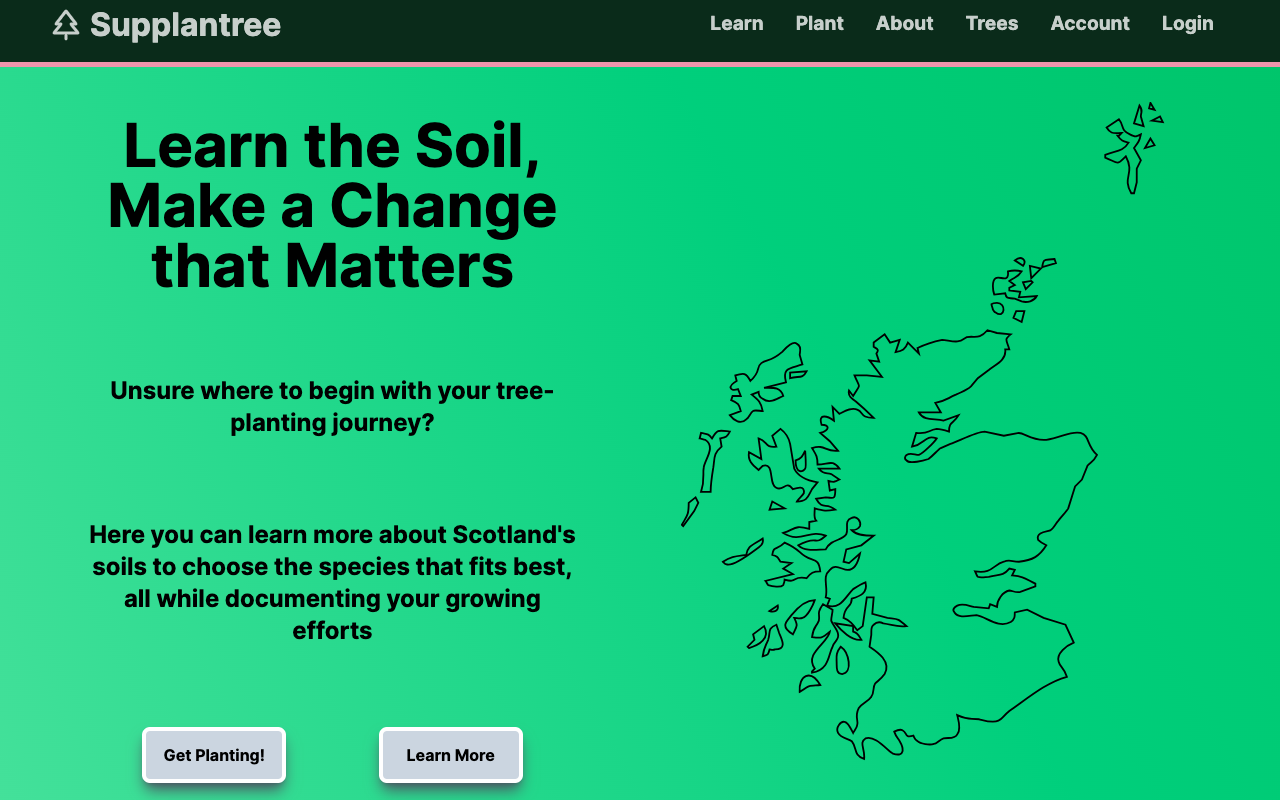 Supplantree
Learn Plant About Trees Account Login
Learn the Soil,
Make a Change
that Matters
Unsure where to begin with your tree-
planting journey?
Here you can learn more about Scotland's
soils to choose the species that fits best,
all while documenting your growing
efforts
Get Planting! Learn More